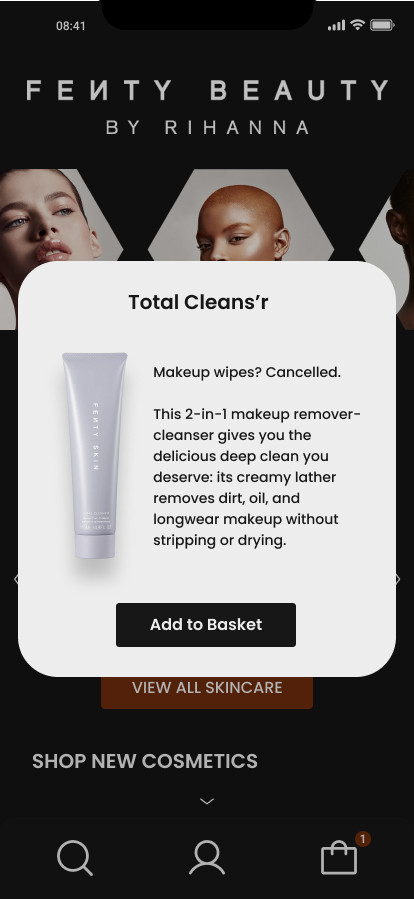 08:41
FEИTY BEAUTY
BY RIHANNA
Total Cleans'r
Makeup wipes? Cancelled.
This 2-in-1 makeup remover-
cleanser gives you the
delicious deep clean you
deserve: its creamy lather
removes dirt, oil, and
longwear makeup without
stripping or drying.
FEИTY SKIN
Add to Basket
VIEW ALL SKINCARE
SHOP NEW COSMETICS
1